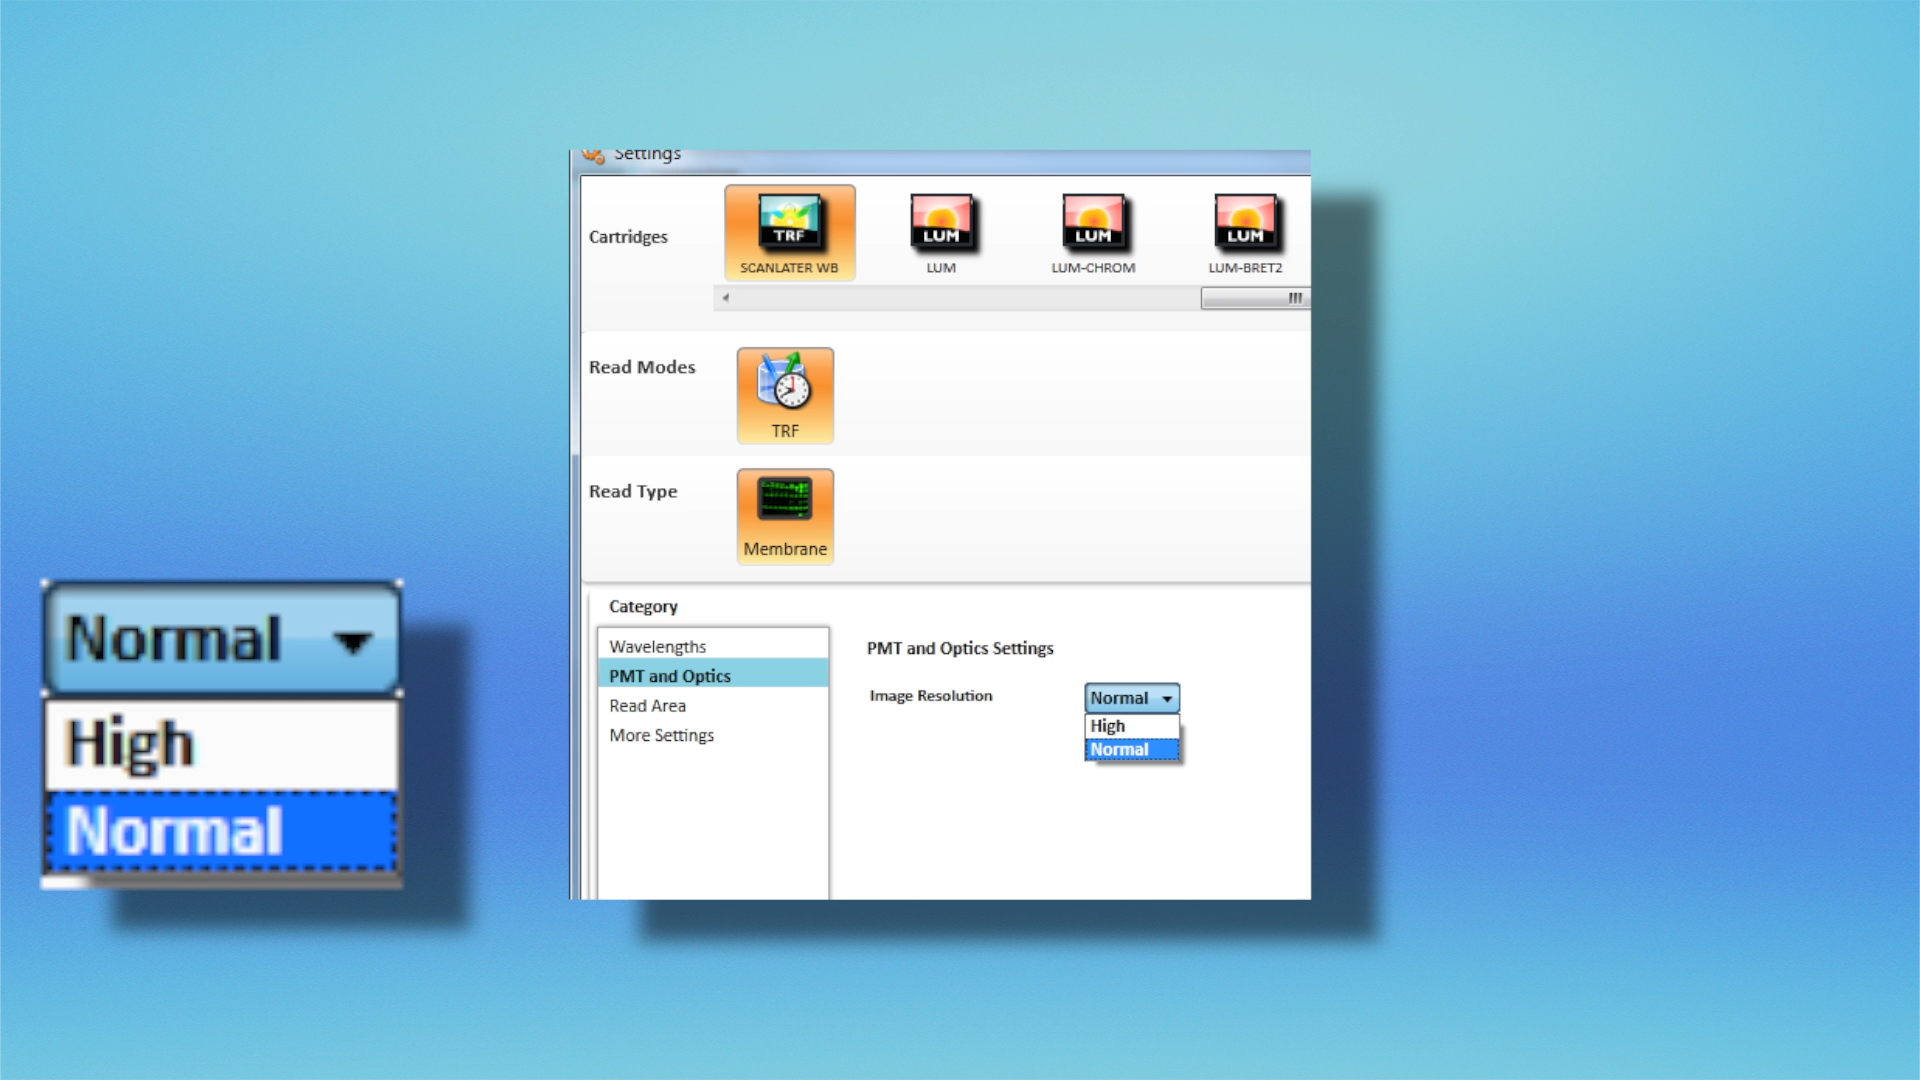 Settings
Cartridges
TRF
SCANLATER WB
LUM
LUM
LUM
LUM-CHROM
LUM
LUM-BRET2
Read Modes
TRF
Read Type
Membrane
Category
Wavelengths
PMT and Optics
Read Area
More Settings
PMT and Optics Settings
Image Resolution
Normal
High
Normal
Normal
High
Normal